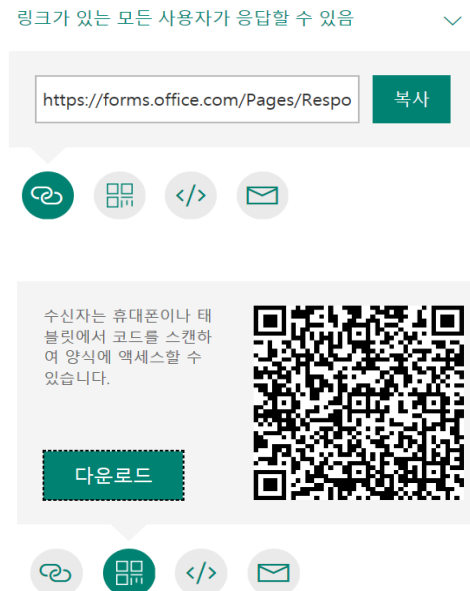 링크가 있는 모든 사용자가 응답할 수 있음
https://forms.office.com/Pages/Respo
복사
</>
수신자는 휴대폰이나 태
블릿에서 코드를 스캔하
여 양식에 액세스할 수
있습니다.
다운로드
</>